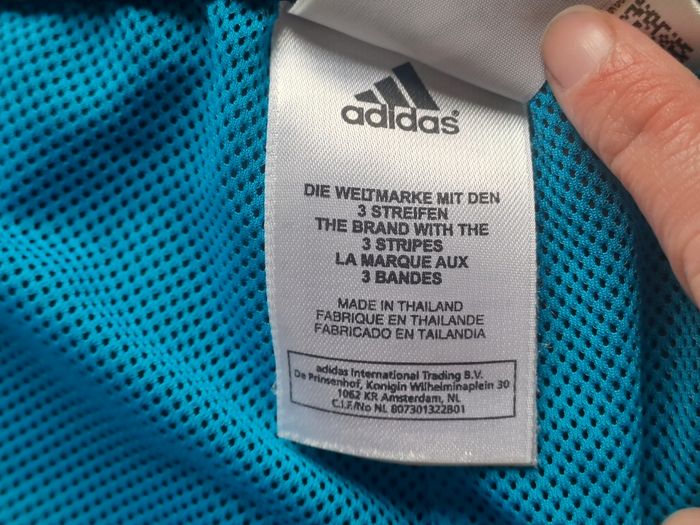 adidas
DIE WELTMARKE MIT DEN
3 STREIFEN
THE BRAND WITH THE
3 STRIPES
LA MARQUE AUX
3 BANDES
MADE IN THAILAND
FABRIQUE EN THAILANDE
FABRICADO EN TAILANDIA
adidas International Trading B.V.
De Prinsenhof, Konigin Wilhelminaplein 30
1062 KR Amsterdam, NL
C.I.F./No NL 807301322B01